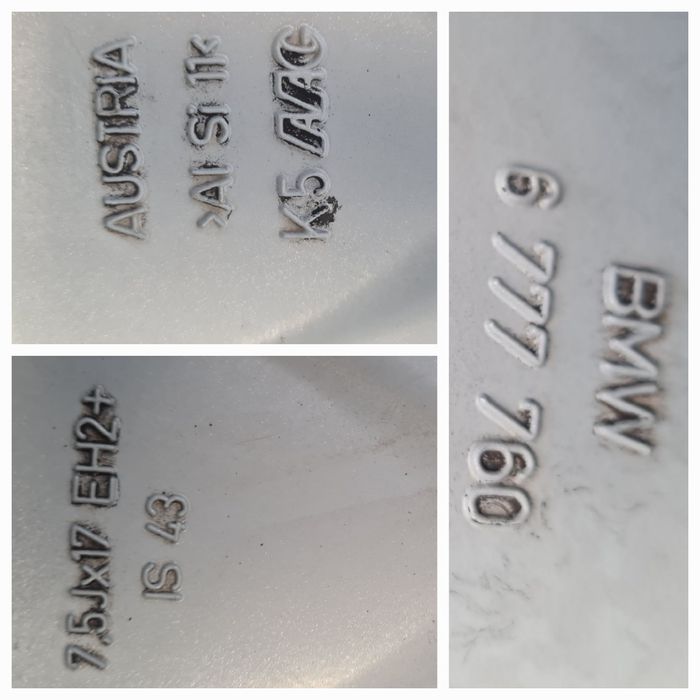 AUSTRIA
>Al Si 11<
K5
7,5Jx17 EH2+
IS 43
BMW
6 777 760